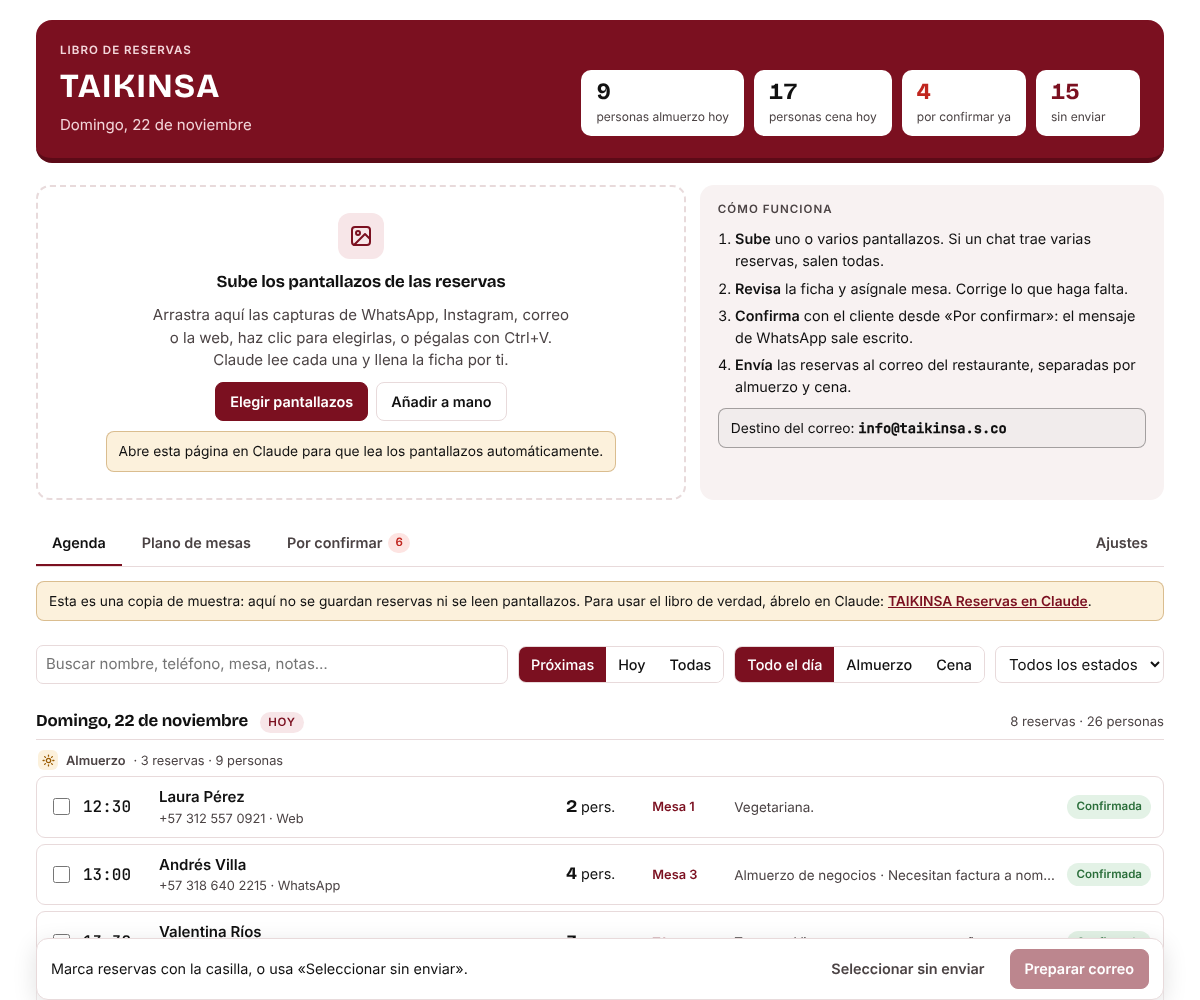 LIBRO DE RESERVAS
TAIKINSA
Domingo, 22 de noviembre
9
personas almuerzo hoy
17
personas cena hoy
4
por confirmar ya
15
sin enviar
Sube los pantallazos de las reservas
Arrastra aquí las capturas de WhatsApp, Instagram, correo
o la web, haz clic para elegirlas, o pégalas con Ctrl+V.
Claude lee cada una y llena la ficha por ti.
Elegir pantallazos
Añadir a mano
Abre esta página en Claude para que lea los pantallazos automáticamente.
CÓMO FUNCIONA
1. Sube uno o varios pantallazos. Si un chat trae varias
reservas, salen todas.
2. Revisa la ficha y asígnale mesa. Corrige lo que haga falta.
3. Confirma con el cliente desde «Por confirmar»: el mensaje
de WhatsApp sale escrito.
4. Envía las reservas al correo del restaurante, separadas por
almuerzo y cena.
Destino del correo: info@taikinsa.s.co
Agenda
Plano de mesas
Por confirmar 6
Ajustes
Esta es una copia de muestra: aquí no se guardan reservas ni se leen pantallazos. Para usar el libro de verdad, ábrelo en Claude: TAIKINSA Reservas en Claude.
Buscar nombre, teléfono, mesa, notas...
Próximas
Hoy
Todas
Todo el día
Almuerzo
Cena
Todos los estados
Domingo, 22 de noviembre HOY
8 reservas · 26 personas
Almuerzo · 3 reservas · 9 personas
12:30
Laura Pérez
+57 312 557 0921 · Web
2 pers.
Mesa 1
Vegetariana.
Confirmada
13:00
Andrés Villa
+57 318 640 2215 · WhatsApp
4 pers.
Mesa 3
Almuerzo de negocios · Necesitan factura a nom...
Confirmada
Valentina Ríos
Marca reservas con la casilla, o usa «Seleccionar sin enviar».
Seleccionar sin enviar
Preparar correo